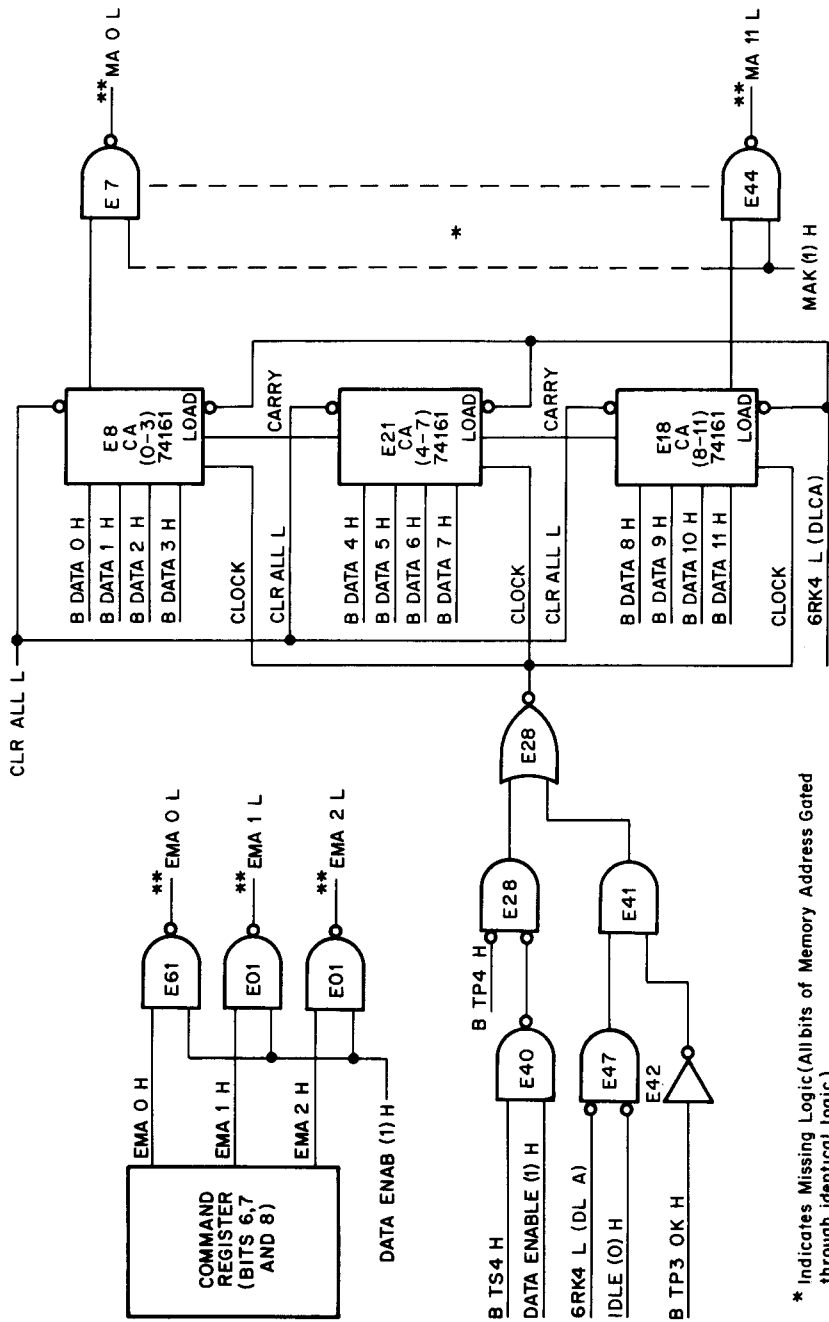 CLR ALL L
COMMAND
REGISTER
(BITS 6,7
AND 8)
EMA 0 H
EMA 1 H
EMA 2 H
DATA ENAB (1) H
E61
E01
E01
** EMA 0 L
** EMA 1 L
** EMA 2 L
B DATA 0 H
B DATA 1 H
B DATA 2 H
B DATA 3 H
E8
CA
(0-3)
74161
LOAD
CARRY
CLOCK
E7
** MA 0 L
CLR ALL L
B DATA 4 H
B DATA 5 H
B DATA 6 H
B DATA 7 H
E21
CA
(4-7)
74161
LOAD
CARRY
CLOCK
*
CLR ALL L
B DATA 8 H
B DATA 9 H
B DATA 10 H
B DATA 11 H
E18
CA
(8-11)
74161
LOAD
CLOCK
6RK4 L (DLCA)
E44
** MA 11 L
MAK (1) H
B TS4 H
DATA ENABLE (1) H
E40
B TP4 H
E28
E28
6RK4 L (DL A)
IDLE (0) H
E47
E42
B TP3 OK H
E41
* Indicates Missing Logic (All bits of Memory Address Gated
through identical logic)